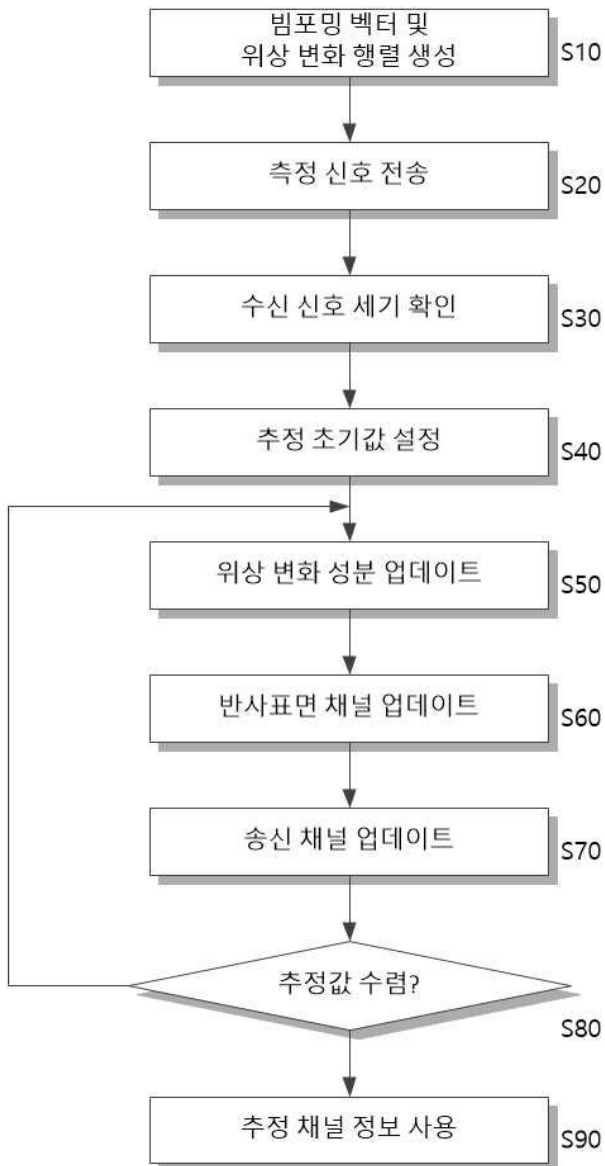 빔포밍 벡터 및
위상 변화 행렬 생성
S10
측정 신호 전송
S20
수신 신호 세기 확인
S30
추정 초기값 설정
S40
위상 변화 성분 업데이트
S50
반사표면 채널 업데이트
S60
송신 채널 업데이트
S70
추정값 수렴?
S80
추정 채널 정보 사용
S90